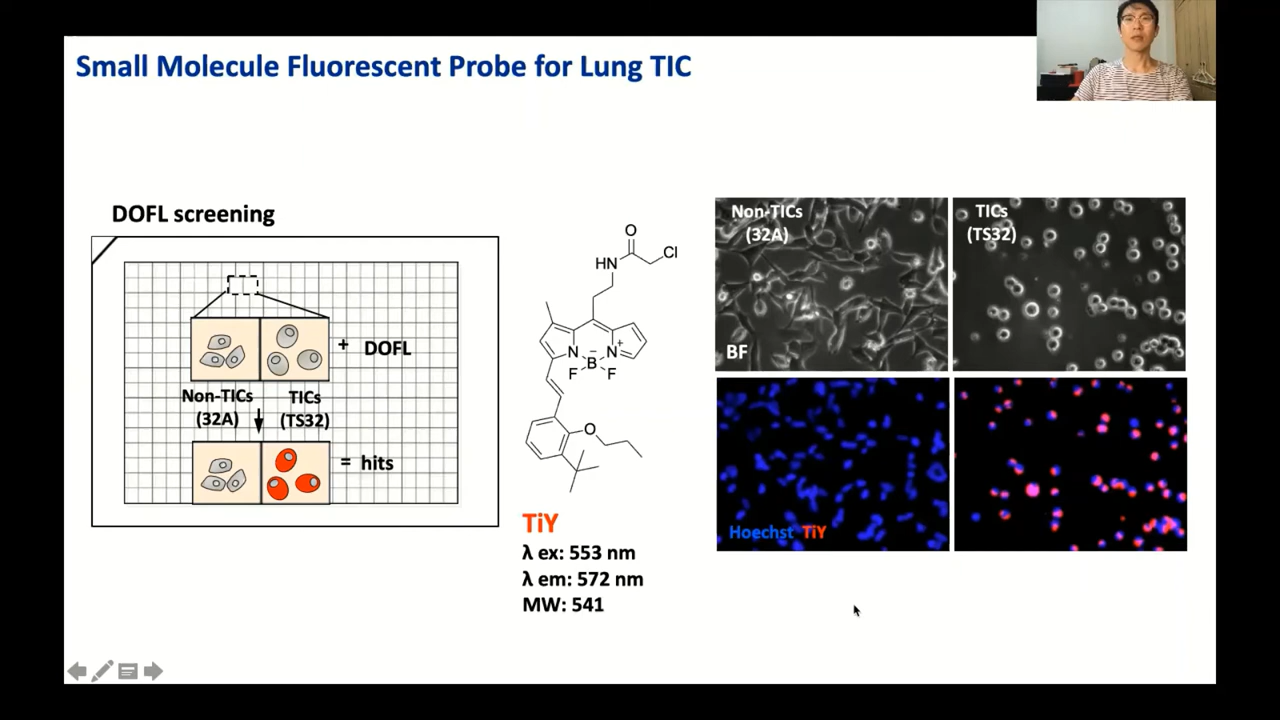 Small Molecule Fluorescent Probe for Lung TIC
DOFL screening
+ DOFL
Non-TICs
(32A)
TICs
(TS32)
= hits
O
Cl
HN
N
N
+
−
B
F
F
O
TiY
λ ex: 553 nm
λ em: 572 nm
MW: 541
Non-TICs
(32A)
TICs
(TS32)
BF
Hoechst TiY